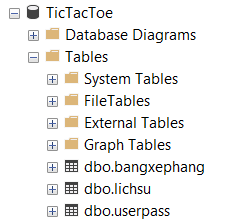 TicTacToe
Database Diagrams
Tables
System Tables
FileTables
External Tables
Graph Tables
dbo.bangxephang
dbo.lichsu
dbo.userpass